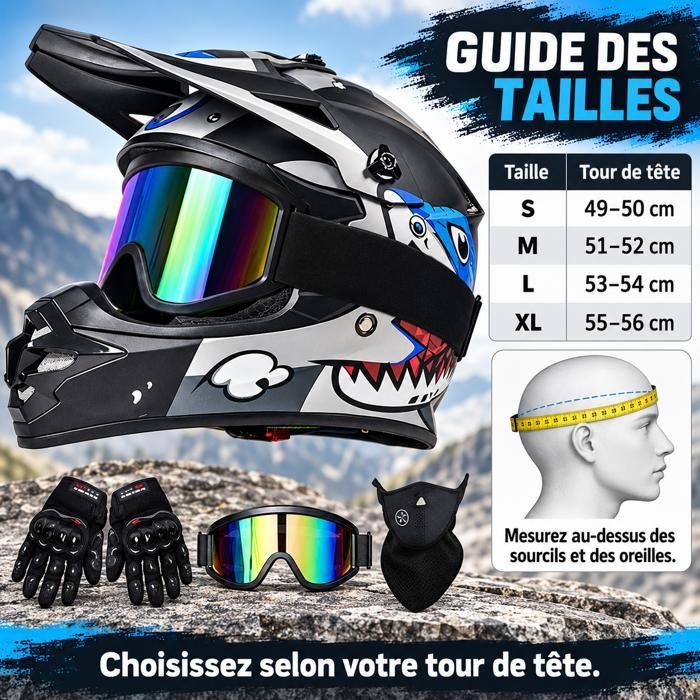 GUIDE DES
TAILLES
Taille Tour de tête
S 49–50 cm
M 51–52 cm
L 53–54 cm
XL 55–56 cm
Mesurez au-dessus des
sourcils et des oreilles.
Choisissez selon votre tour de tête.